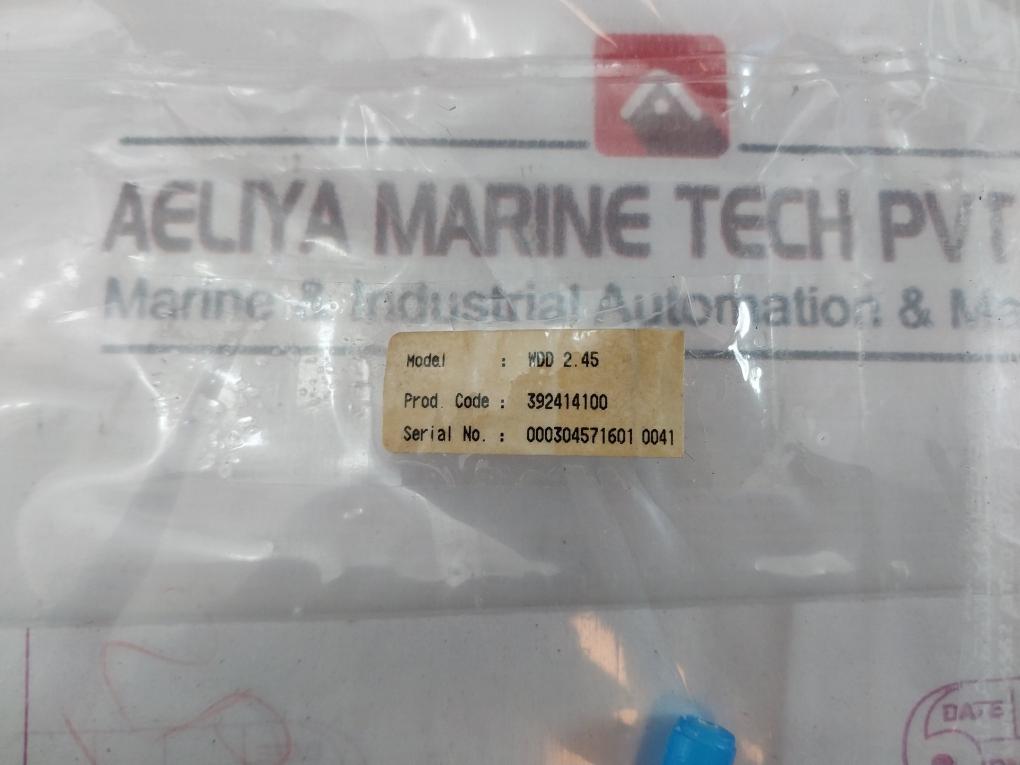 AELIYA MARINE TECH PVT
Marine & Industrial Automation & Me
Model : WDD 2.45
Prod. Code : 392414100
Serial No. : 000304571601 0041
DATE